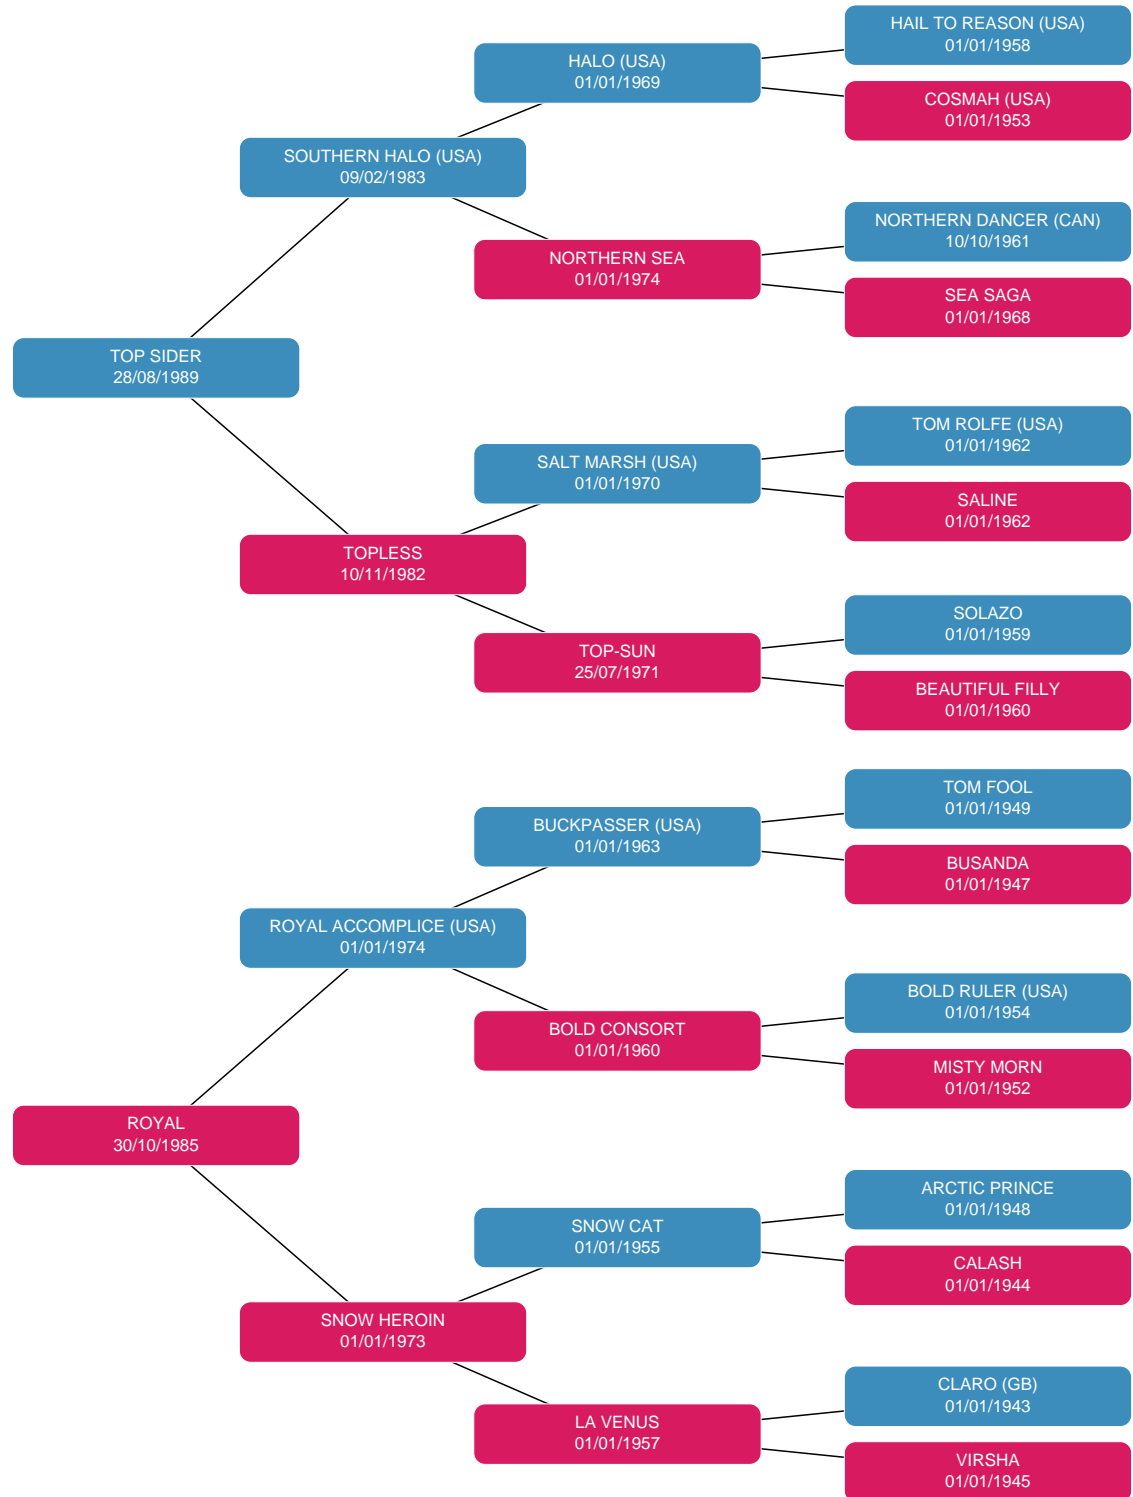 HAIL TO REASON (USA)
01/01/1958
HALO (USA)
01/01/1969
COSMAH (USA)
01/01/1953
SOUTHERN HALO (USA)
09/02/1983
NORTHERN DANCER (CAN)
10/10/1961
NORTHERN SEA
01/01/1974
SEA SAGA
01/01/1968
TOP SIDER
28/08/1989
TOM ROLFE (USA)
01/01/1962
SALT MARSH (USA)
01/01/1970
SALINE
01/01/1962
TOPLESS
10/11/1982
SOLAZO
01/01/1959
TOP-SUN
25/07/1971
BEAUTIFUL FILLY
01/01/1960
TOM FOOL
01/01/1949
BUCKPASSER (USA)
01/01/1963
BUSANDA
01/01/1947
ROYAL ACCOMPLICE (USA)
01/01/1974
BOLD RULER (USA)
01/01/1954
BOLD CONSORT
01/01/1960
MISTY MORN
01/01/1952
ROYAL
30/10/1985
ARCTIC PRINCE
01/01/1948
SNOW CAT
01/01/1955
CALASH
01/01/1944
SNOW HEROIN
01/01/1973
CLARO (GB)
01/01/1943
LA VENUS
01/01/1957
VIRSHA
01/01/1945